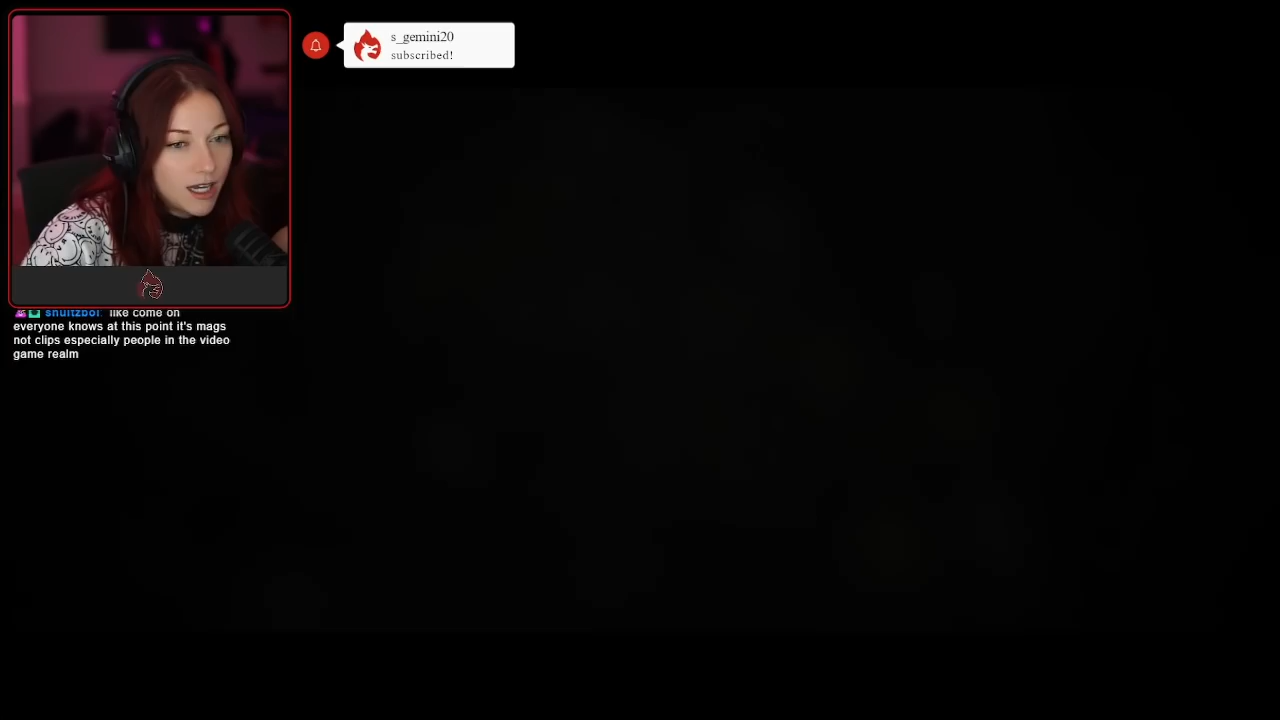 s_gemini20
subscribed!
shultzboi: like come on
everyone knows at this point it's mags
not clips especially people in the video
game realm